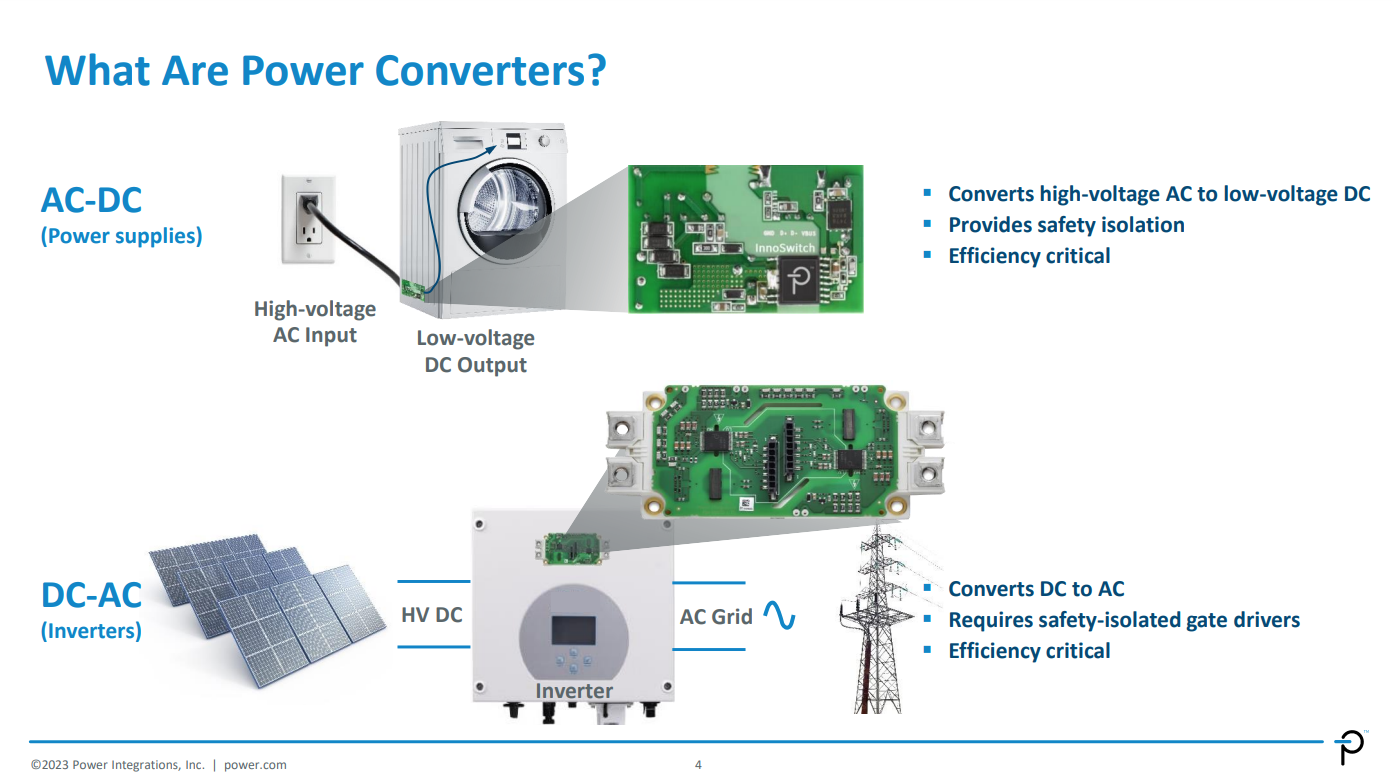 What Are Power Converters?
AC-DC
(Power supplies)
High-voltage
AC Input
Low-voltage
DC Output
GND D+ D- VBUS
InnoSwitch
▪ Converts high-voltage AC to low-voltage DC
▪ Provides safety isolation
▪ Efficiency critical
DC-AC
(Inverters)
HV DC
Inverter
AC Grid
▪ Converts DC to AC
▪ Requires safety-isolated gate drivers
▪ Efficiency critical
©2023 Power Integrations, Inc. | power.com
4